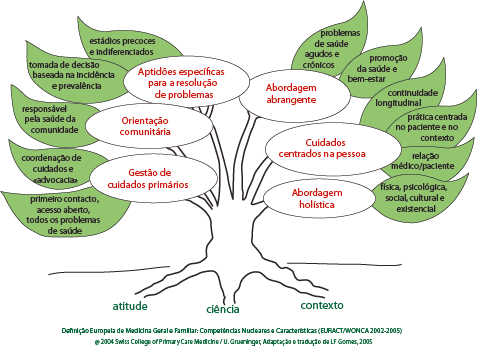 estádios precoces
e indiferenciados
tomada de decisão
baseada na incidência
e prevalência
Aptidões específicas
para a resolução
de problemas
responsável
pela saúde da
comunidade
Orientação
comunitária
coordenação de
cuidados e
«advocacia»
Gestão de
cuidados primários
primeiro contacto,
acesso aberto,
todos os problemas
de saúde
problemas
de saúde
agudos e
crónicos
Abordagem
abrangente
promoção
da saúde e
bem-estar
continuidade
longitudinal
Cuidados
centrados na pessoa
prática centrada
no paciente e no
contexto
relação
médico/paciente
Abordagem
holística
física, psicológica,
social, cultural e
existencial
atitude
ciência
contexto
Definição Europeia de Medicina Geral e Familiar: Competências Nucleares e Características (EURACT/WONCA 2002-2005)
@ 2004 Swiss College of Primary Care Medicine / U. Grueninger, Adaptação e tradução de LF Gomes, 2005